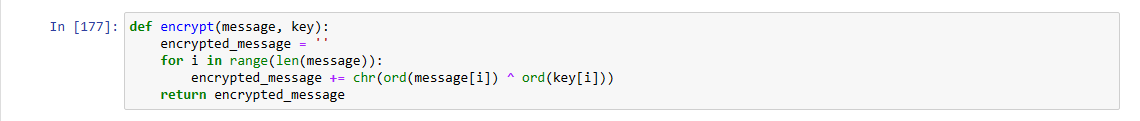 In [177]: def encrypt(message, key):
    encrypted_message = ''
    for i in range(len(message)):
        encrypted_message += chr(ord(message[i]) ^ ord(key[i]))
    return encrypted_message